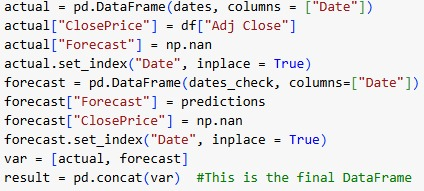 actual = pd.DataFrame(dates, columns = ["Date"])
actual["ClosePrice"] = df["Adj Close"]
actual["Forecast"] = np.nan
actual.set_index("Date", inplace = True)
forecast = pd.DataFrame(dates_check, columns=["Date"])
forecast["Forecast"] = predictions
forecast["ClosePrice"] = np.nan
forecast.set_index("Date", inplace = True)
var = [actual, forecast]
result = pd.concat(var)  #This is the final DataFrame